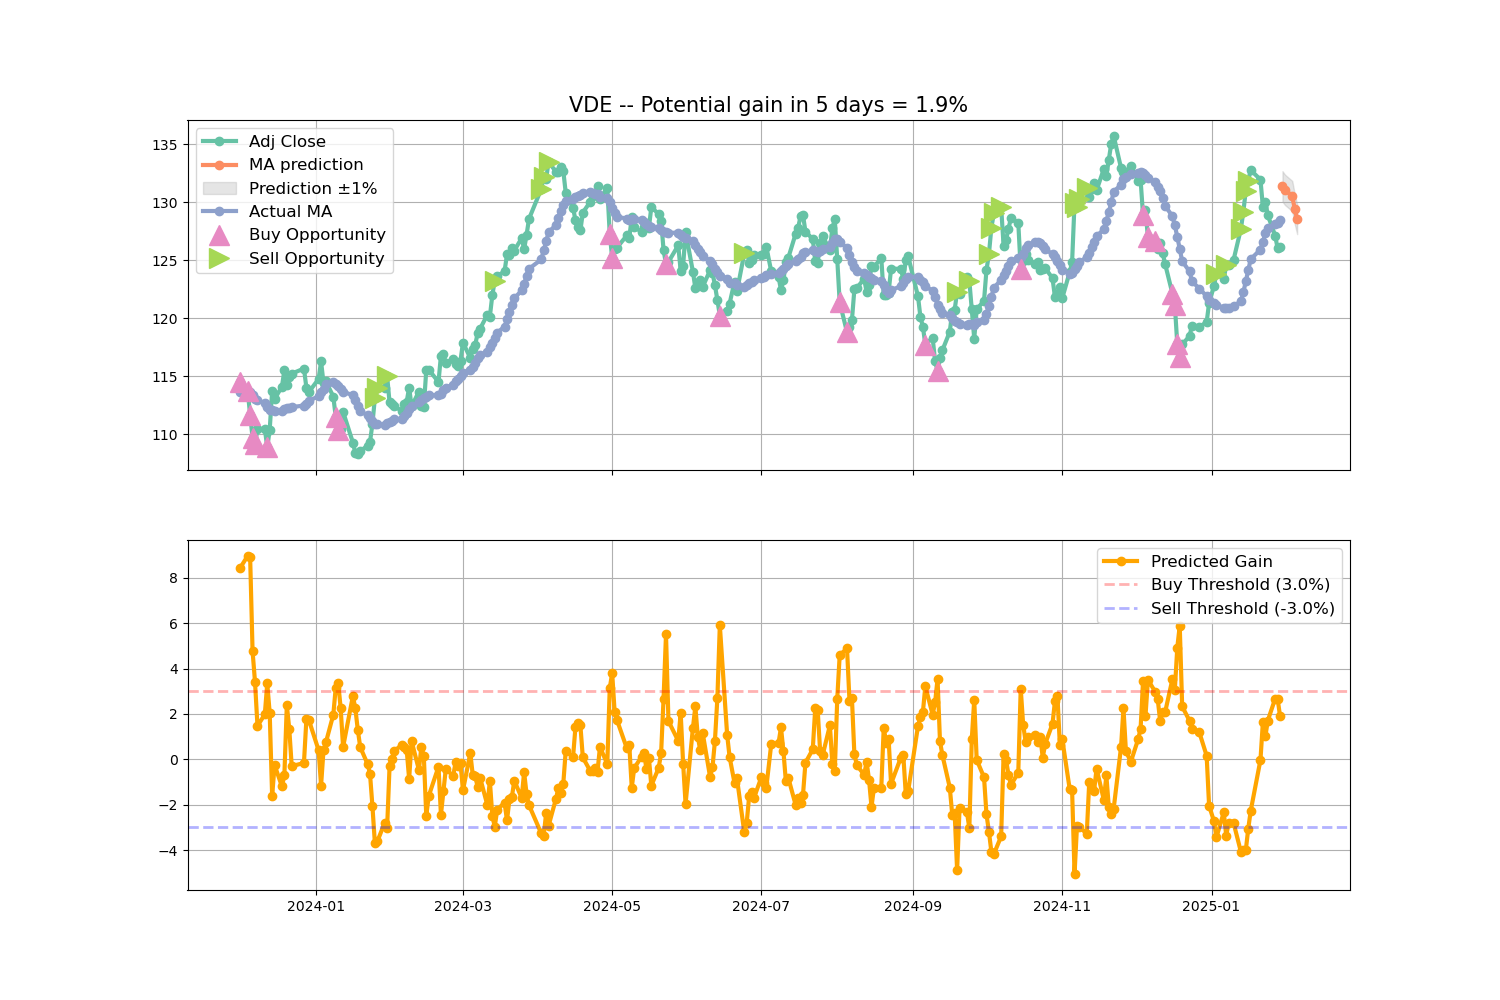 VDE -- Potential gain in 5 days = 1.9%
Adj Close
MA prediction
Prediction ±1%
Actual MA
Buy Opportunity
Sell Opportunity
135
130
125
120
115
110
Predicted Gain
Buy Threshold (3.0%)
Sell Threshold (-3.0%)
8
6
4
2
0
−2
−4
2024-01
2024-03
2024-05
2024-07
2024-09
2024-11
2025-01